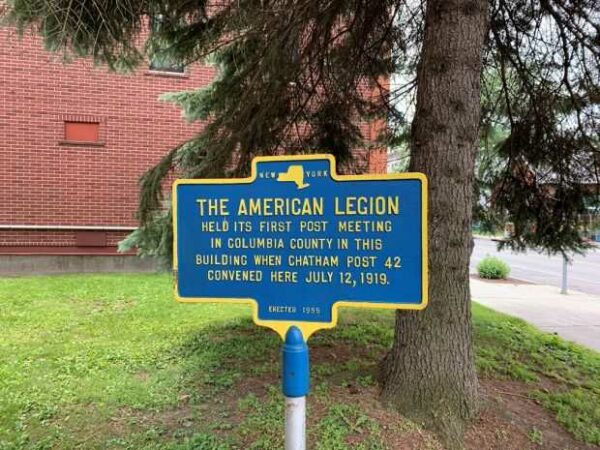 NEW YORK
THE AMERICAN LEGION
HELD ITS FIRST POST MEETING
IN COLUMBIA COUNTY IN THIS
BUILDING WHEN CHATHAM POST 42
CONVENED HERE JULY 12, 1919.
ERECTED 1999